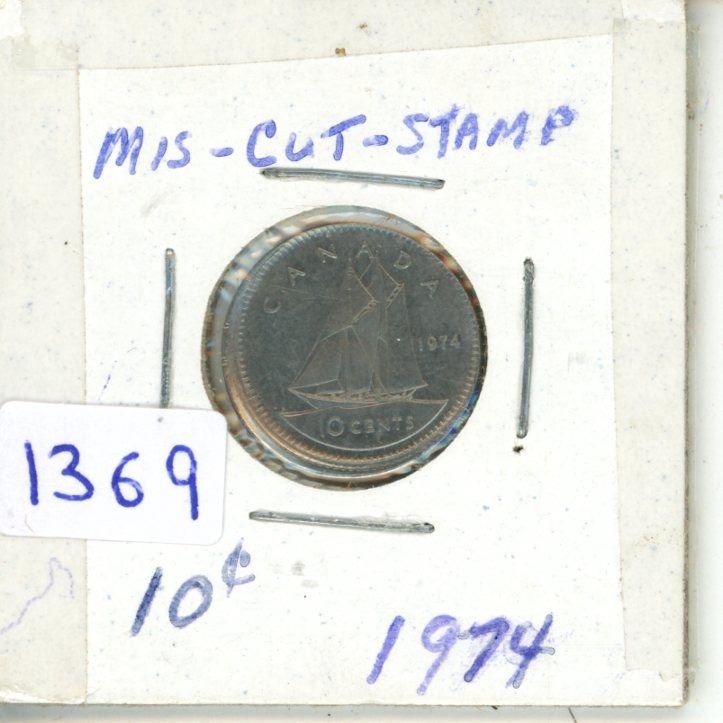 MIS-CUT-STAMP
CANADA
1974
10 CENTS
1369
10¢
1974